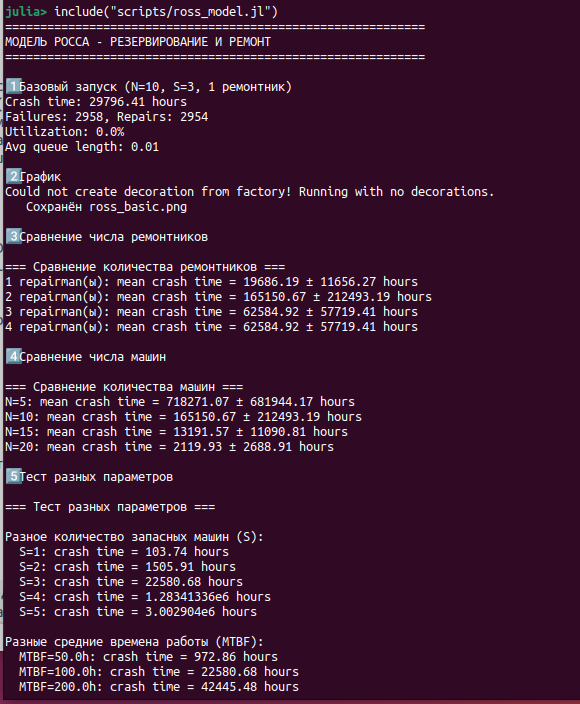 julia> include("scripts/ross_model.jl")
============================================================
МОДЕЛЬ РОССА - РЕЗЕРВИРОВАНИЕ И РЕМОНТ
============================================================
1️⃣Базовый запуск (N=10, S=3, 1 ремонтник)
Crash time: 29796.41 hours
Failures: 2958, Repairs: 2954
Utilization: 0.0%
Avg queue length: 0.01
2️⃣График
Could not create decoration from factory! Running with no decorations.
Сохранён ross_basic.png
3️⃣Сравнение числа ремонтников
=== Сравнение количества ремонтников ===
1 repairman(ы): mean crash time = 19686.19 ± 11656.27 hours
2 repairman(ы): mean crash time = 165150.67 ± 212493.19 hours
3 repairman(ы): mean crash time = 62584.92 ± 57719.41 hours
4 repairman(ы): mean crash time = 62584.92 ± 57719.41 hours
4️⃣Сравнение числа машин
=== Сравнение количества машин ===
N=5: mean crash time = 718271.07 ± 681944.17 hours
N=10: mean crash time = 165150.67 ± 212493.19 hours
N=15: mean crash time = 13191.57 ± 11090.81 hours
N=20: mean crash time = 2119.93 ± 2688.91 hours
5️⃣Тест разных параметров
=== Тест разных параметров ===
Разное количество запасных машин (S):
S=1: crash time = 103.74 hours
S=2: crash time = 1505.91 hours
S=3: crash time = 22580.68 hours
S=4: crash time = 1.28341336e6 hours
S=5: crash time = 3.002904e6 hours
Разные средние времена работы (MTBF):
MTBF=50.0h: crash time = 972.86 hours
MTBF=100.0h: crash time = 22580.68 hours
MTBF=200.0h: crash time = 42445.48 hours